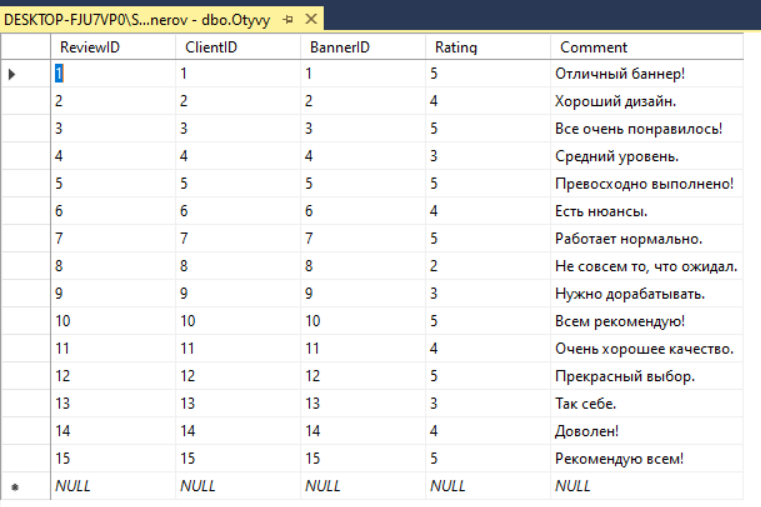 DESKTOP-FJU7VP0\S...nerov - dbo.Otyvy
ReviewID ClientID BannerID Rating Comment
1 1 1 5 Отличный баннер!
2 2 2 4 Хороший дизайн.
3 3 3 5 Все очень понравилось!
4 4 4 3 Средний уровень.
5 5 5 5 Превосходно выполнено!
6 6 6 4 Есть нюансы.
7 7 7 5 Работает нормально.
8 8 8 2 Не совсем то, что ожидал.
9 9 9 3 Нужно дорабатывать.
10 10 10 5 Всем рекомендую!
11 11 11 4 Очень хорошее качество.
12 12 12 5 Прекрасный выбор.
13 13 13 3 Так себе.
14 14 14 4 Доволен!
15 15 15 5 Рекомендую всем!
NULL NULL NULL NULL NULL